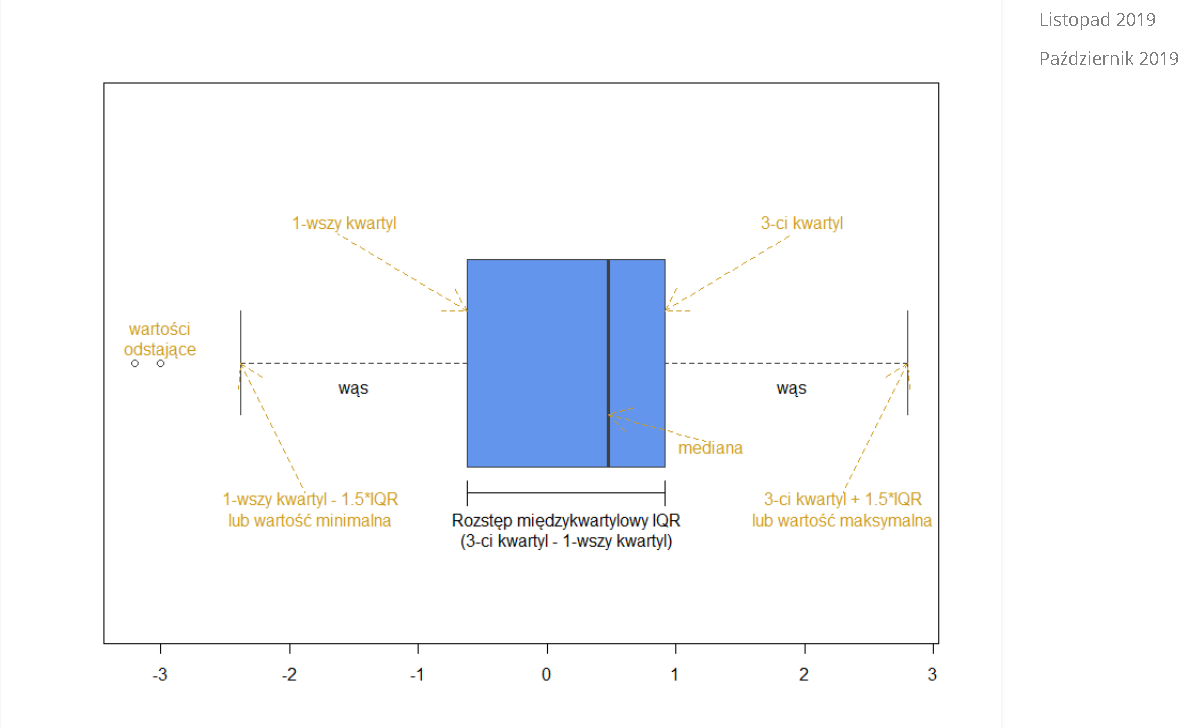 Listopad 2019
Październik 2019
1-wszy kwartyl
3-ci kwartyl
wartości
odstające
wąs
wąs
mediana
1-wszy kwartyl - 1.5*IQR
lub wartość minimalna
3-ci kwartyl + 1.5*IQR
lub wartość maksymalna
Rozstęp międzykwartylowy IQR
(3-ci kwartyl - 1-wszy kwartyl)
-3 -2 -1 0 1 2 3